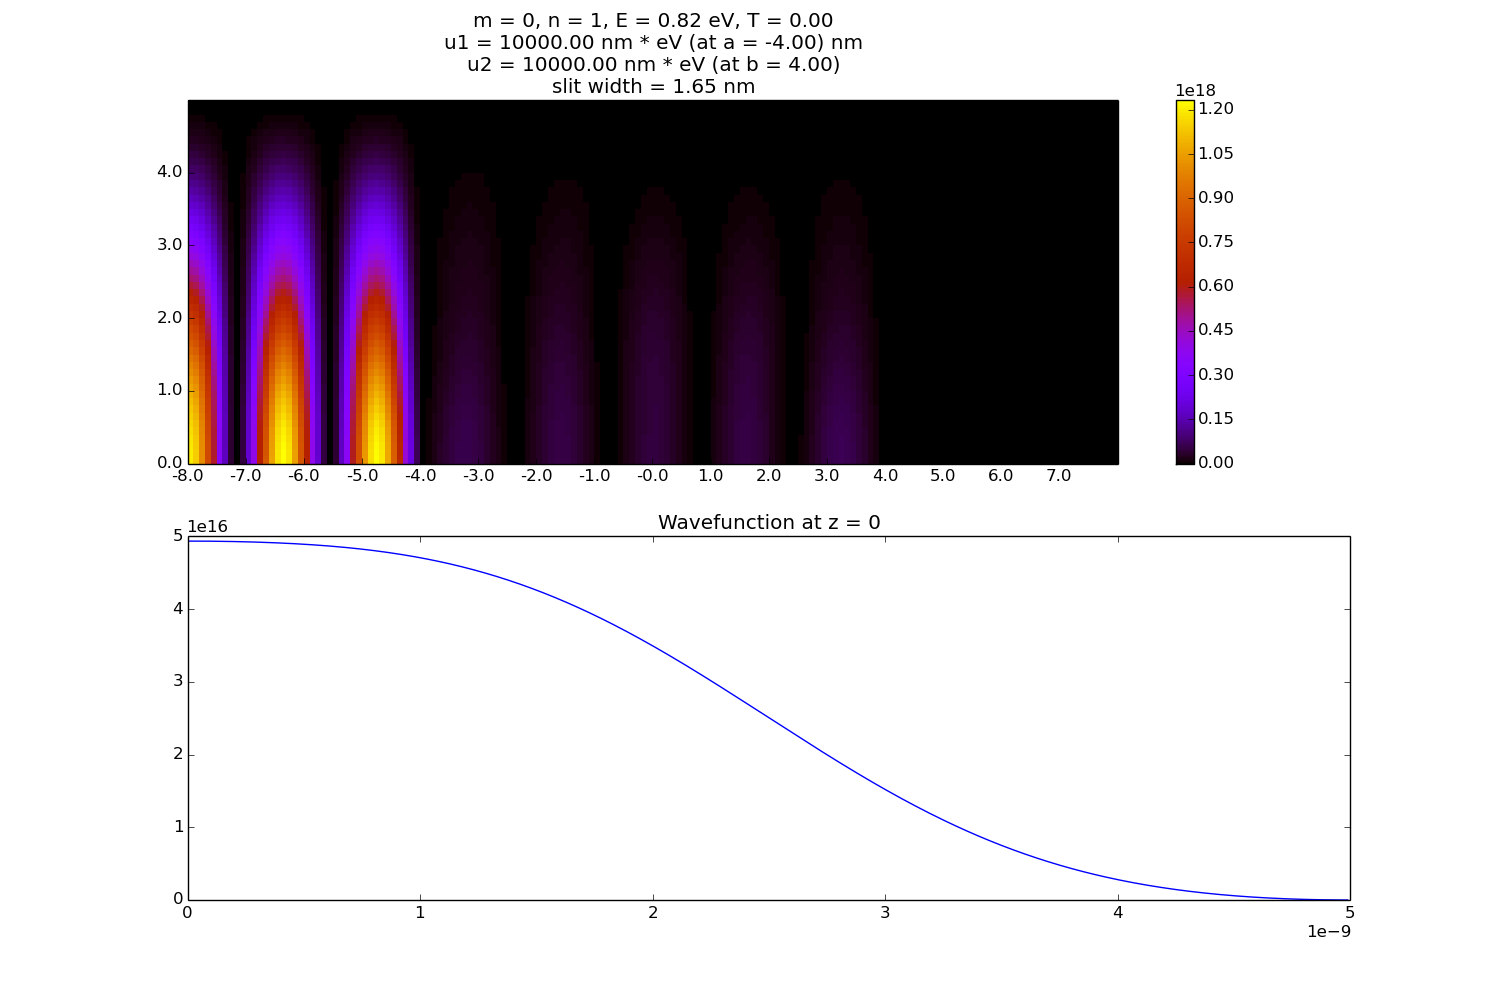 m = 0, n = 1, E = 0.82 eV, T = 0.00
u1 = 10000.00 nm * eV (at a = -4.00) nm
u2 = 10000.00 nm * eV (at b = 4.00)
slit width = 1.65 nm
1e18
1.20
1.05
0.90
0.75
0.60
0.45
0.30
0.15
0.00
4.0
3.0
2.0
1.0
0.0
-8.0 -7.0 -6.0 -5.0 -4.0 -3.0 -2.0 -1.0 -0.0 1.0 2.0 3.0 4.0 5.0 6.0 7.0
Wavefunction at z = 0
1e16
5
4
3
2
1
0
0 1 2 3 4 5
1e−9